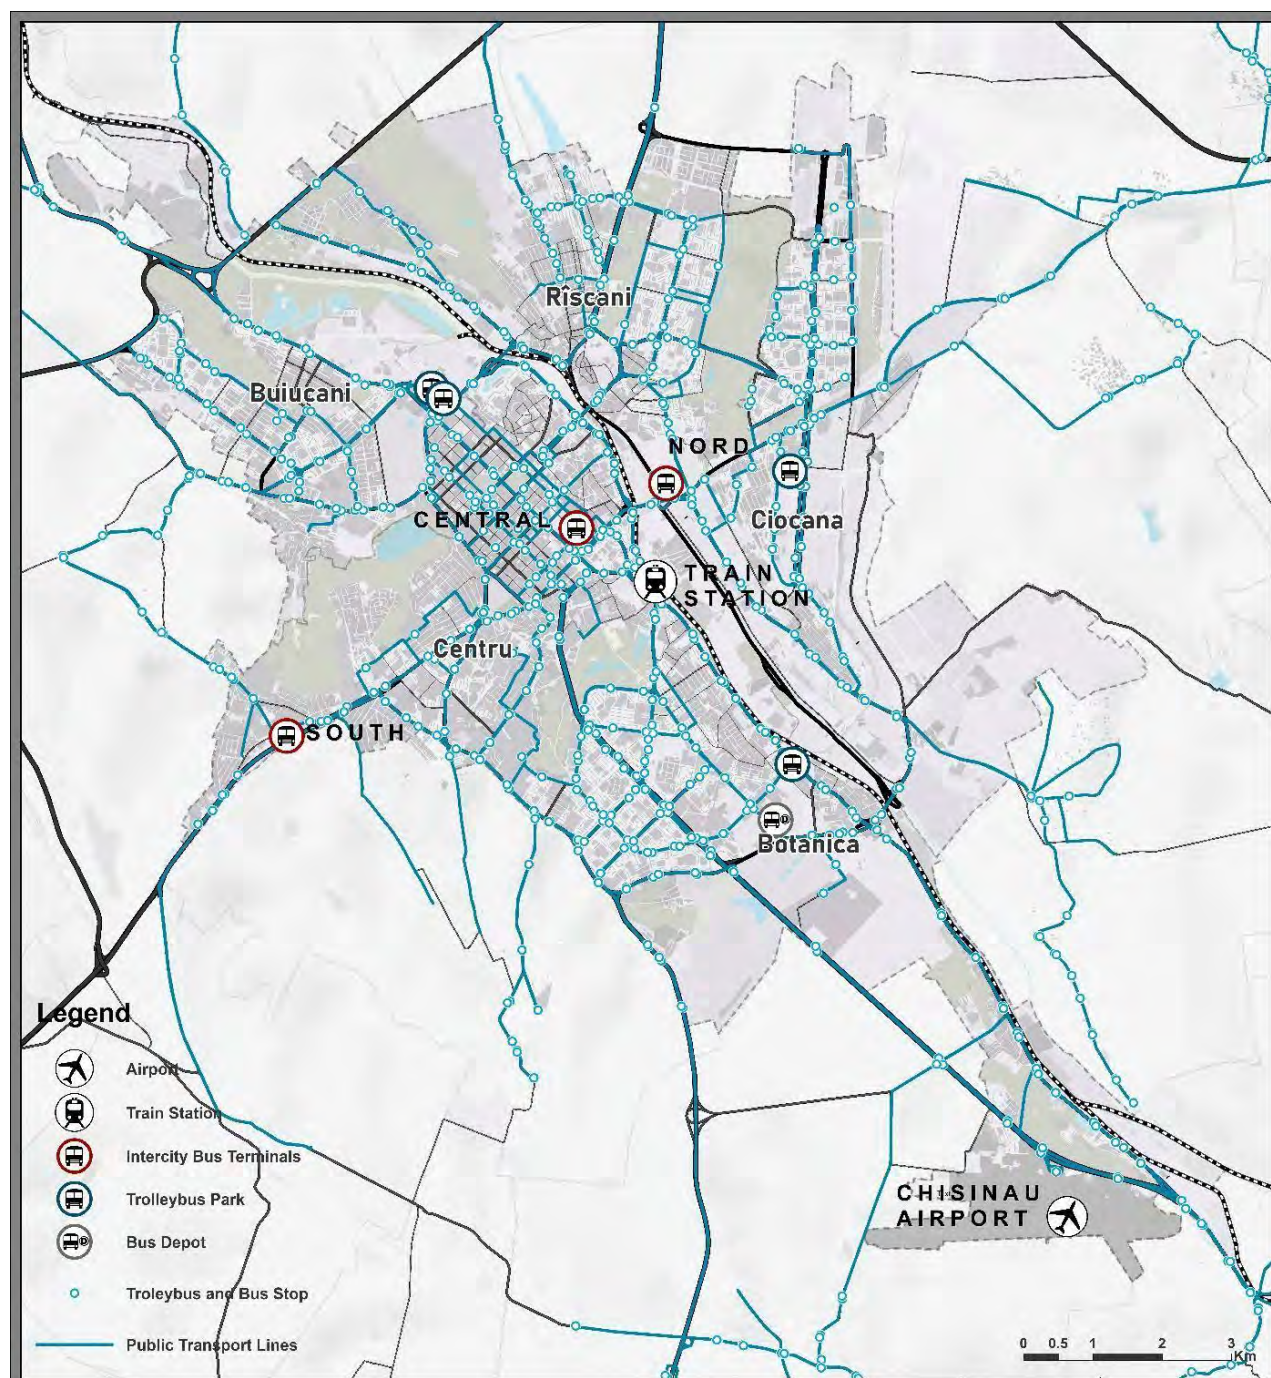 Rîscani
Buiucani
NORD
CENTRAL
Ciocana
TRAIN
STATION
Centru
SOUTH
Botanica
Legend
Airport
Train Station
Intercity Bus Terminals
Trolleybus Park
Bus Depot
Troleybus and Bus Stop
Public Transport Lines
CHISINAU
AIRPORT
0 0.5 1 2 3
Km